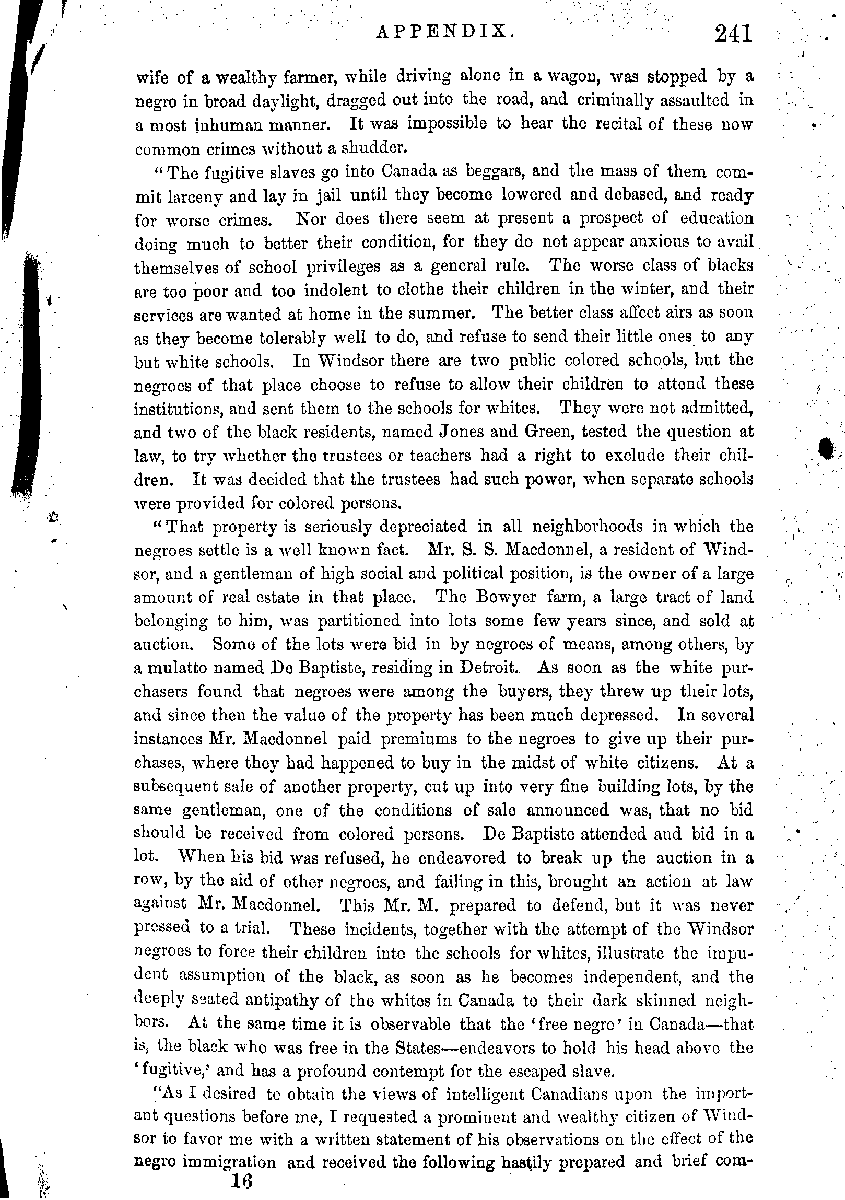 APPENDIX. 241
wife of a wealthy farmer, while driving alone in a wagon, was stopped by a
negro in broad daylight, dragged out into the road, and criminally assaulted in
a most inhuman manner. It was impossible to hear the recital of these now
common crimes without a shudder.
"The fugitive slaves go into Canada as beggars, and the mass of them com-
mit larceny and lay in jail until they become lowered and debased, and ready
for worse crimes. Nor does there seem at present a prospect of education
doing much to better their condition, for they do not appear anxious to avail
themselves of school privileges as a general rule. The worse class of blacks
are too poor and too indolent to clothe their children in the winter, and their
services are wanted at home in the summer. The better class affect airs as soon
as they become tolerably well to do, and refuse to send their little ones to any
but white schools. In Windsor there are two public colored schools, but the
negroes of that place choose to refuse to allow their children to attend these
institutions, and sent them to the schools for whites. They were not admitted,
and two of the black residents, named Jones and Green, tested the question at
law, to try whether the trustees or teachers had a right to exclude their chil-
dren. It was decided that the trustees had such power, when separate schools
were provided for colored persons.
"That property is seriously depreciated in all neighborhoods in which the
negroes settle is a well known fact. Mr. S. S. Macdonnel, a resident of Wind-
sor, and a gentleman of high social and political position, is the owner of a large
amount of real estate in that place. The Bowyer farm, a large tract of land
belonging to him, was partitioned into lots some few years since, and sold at
auction. Some of the lots were bid in by negroes of means, among others, by
a mulatto named De Baptiste, residing in Detroit. As soon as the white pur-
chasers found that negroes were among the buyers, they threw up their lots,
and since then the value of the property has been much depressed. In several
instances Mr. Macdonnel paid premiums to the negroes to give up their pur-
chases, where they had happened to buy in the midst of white citizens. At a
subsequent sale of another property, cut up into very fine building lots, by the
same gentleman, one of the conditions of sale announced was, that no bid
should be received from colored persons. De Baptiste attended and bid in a
lot. When his bid was refused, he endeavored to break up the auction in a
row, by the aid of other negroes, and failing in this, brought an action at law
against Mr. Macdonnel. This Mr. M. prepared to defend, but it was never
pressed to a trial. These incidents, together with the attempt of the Windsor
negroes to force their children into the schools for whites, illustrate the impu-
dent assumption of the black, as soon as he becomes independent, and the
deeply seated antipathy of the whites in Canada to their dark skinned neigh-
bors. At the same time it is observable that the 'free negro' in Canada—that
is, the black who was free in the States—endeavors to hold his head above the
'fugitive,' and has a profound contempt for the escaped slave.
"As I desired to obtain the views of intelligent Canadians upon the import-
ant questions before me, I requested a prominent and wealthy citizen of Wind-
sor to favor me with a written statement of his observations on the effect of the
negro immigration and received the following hastily prepared and brief com-
16